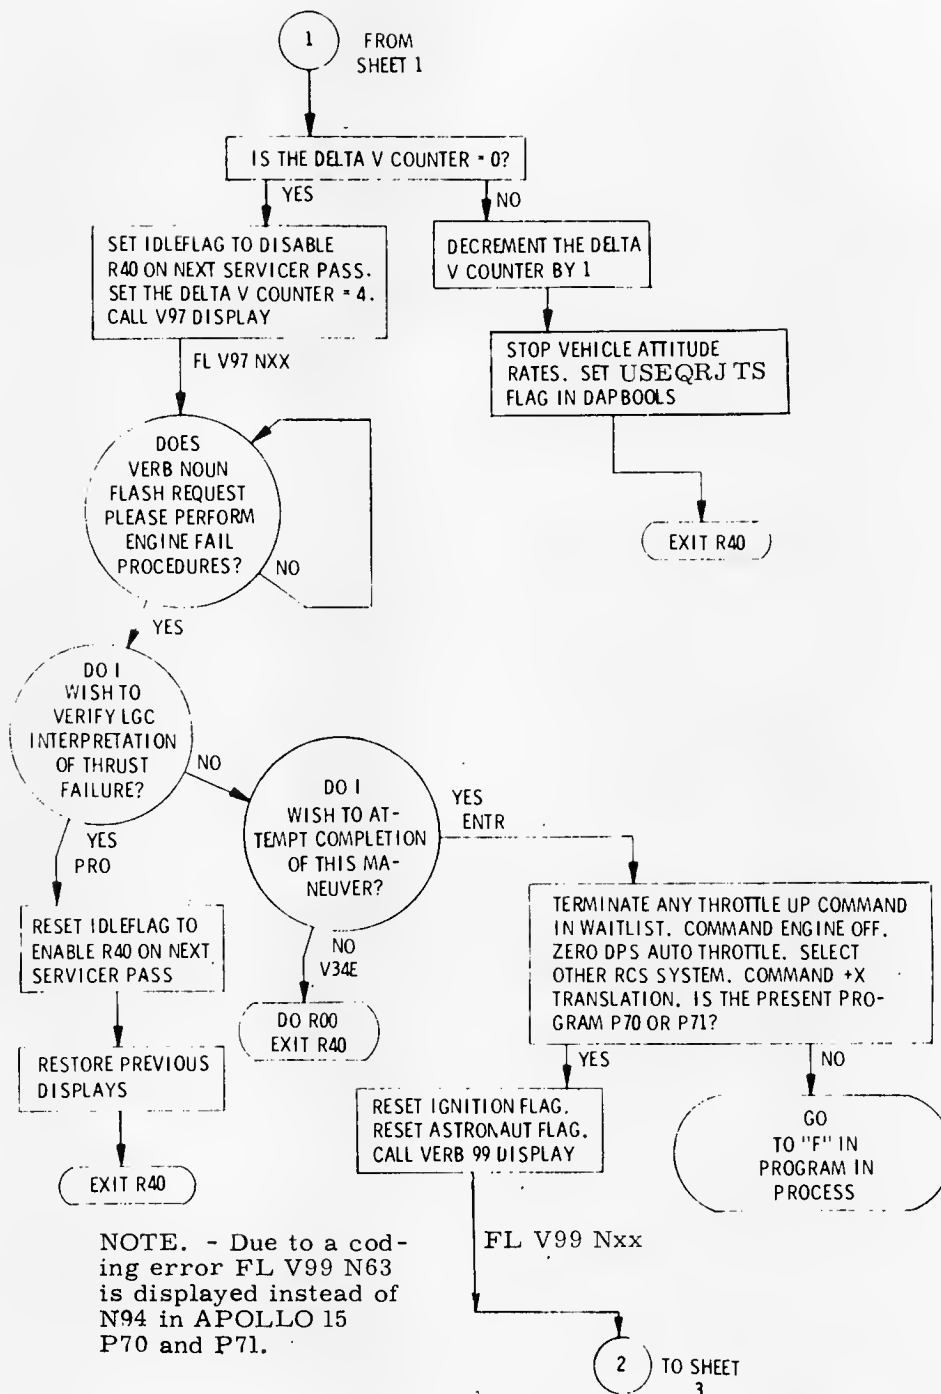 1
FROM
SHEET 1
IS THE DELTA V COUNTER = 0?
YES
NO
SET IDLEFLAG TO DISABLE
R40 ON NEXT SERVICER PASS.
SET THE DELTA V COUNTER = 4.
CALL V97 DISPLAY
DECREMENT THE DELTA
V COUNTER BY 1
STOP VEHICLE ATTITUDE
RATES. SET USEQRJTS
FLAG IN DAPBOOLS
EXIT R40
FL V97 NXX
DOES
VERB NOUN
FLASH REQUEST
PLEASE PERFORM
ENGINE FAIL
PROCEDURES?
NO
YES
DO I
WISH TO
VERIFY LGC
INTERPRETATION
OF THRUST
FAILURE?
NO
YES
PRO
DO I
WISH TO AT-
TEMPT COMPLETION
OF THIS MA-
NEUVER?
YES
ENTR
NO
V34E
RESET IDLEFLAG TO
ENABLE R40 ON NEXT
SERVICER PASS
DO R00
EXIT R40
RESTORE PREVIOUS
DISPLAYS
EXIT R40
TERMINATE ANY THROTTLE UP COMMAND
IN WAITLIST. COMMAND ENGINE OFF.
ZERO DPS AUTO THROTTLE. SELECT
OTHER RCS SYSTEM. COMMAND +X
TRANSLATION. IS THE PRESENT PRO-
GRAM P70 OR P71?
YES
NO
RESET IGNITION FLAG.
RESET ASTRONAUT FLAG.
CALL VERB 99 DISPLAY
GO
TO "F" IN
PROGRAM IN
PROCESS
FL V99 Nxx
NOTE. - Due to a cod-
ing error FL V99 N63
is displayed instead of
N94 in APOLLO 15
P70 and P71.
2
TO SHEET
3